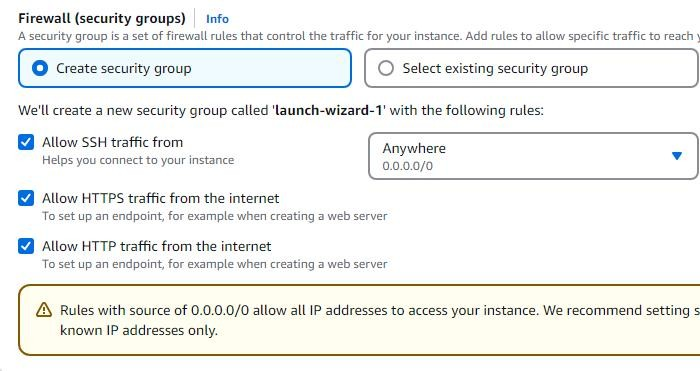 Firewall (security groups) Info
A security group is a set of firewall rules that control the traffic for your instance. Add rules to allow specific traffic to reach
Create security group
Select existing security group
We'll create a new security group called 'launch-wizard-1' with the following rules:
Allow SSH traffic from
Helps you connect to your instance
Anywhere
0.0.0.0/0
Allow HTTPS traffic from the internet
To set up an endpoint, for example when creating a web server
Allow HTTP traffic from the internet
To set up an endpoint, for example when creating a web server
Rules with source of 0.0.0.0/0 allow all IP addresses to access your instance. We recommend setting
known IP addresses only.